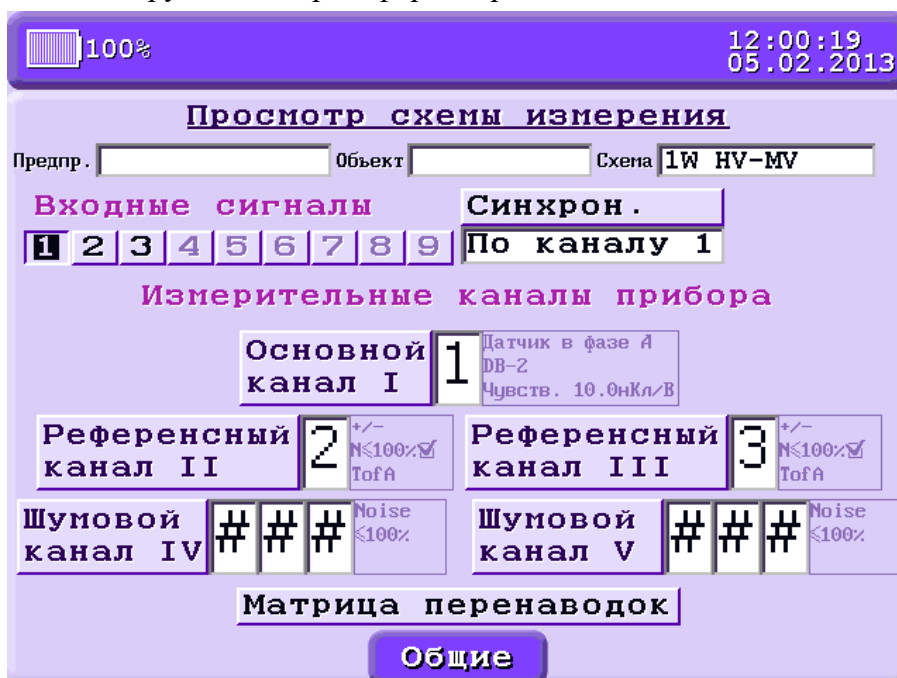 100%
12:00:19
05.02.2013
Просмотр схемы измерения
Предпр. Объект Схема 1W HV-MV
Входные сигналы Синхрон.
1 2 3 4 5 6 7 8 9 По каналу 1
Измерительные каналы прибора
Основной канал I 1 Датчик в фазе А
DB-2
Чувств. 10.0нКл/В
Референсный канал II 2 +/-
N≤100%
TofA
Референсный канал III 3 +/-
N≤100%
TofA
Шумовой канал IV # # # Noise
≤100%
Шумовой канал V # # # Noise
≤100%
Матрица перенаводок
Общие